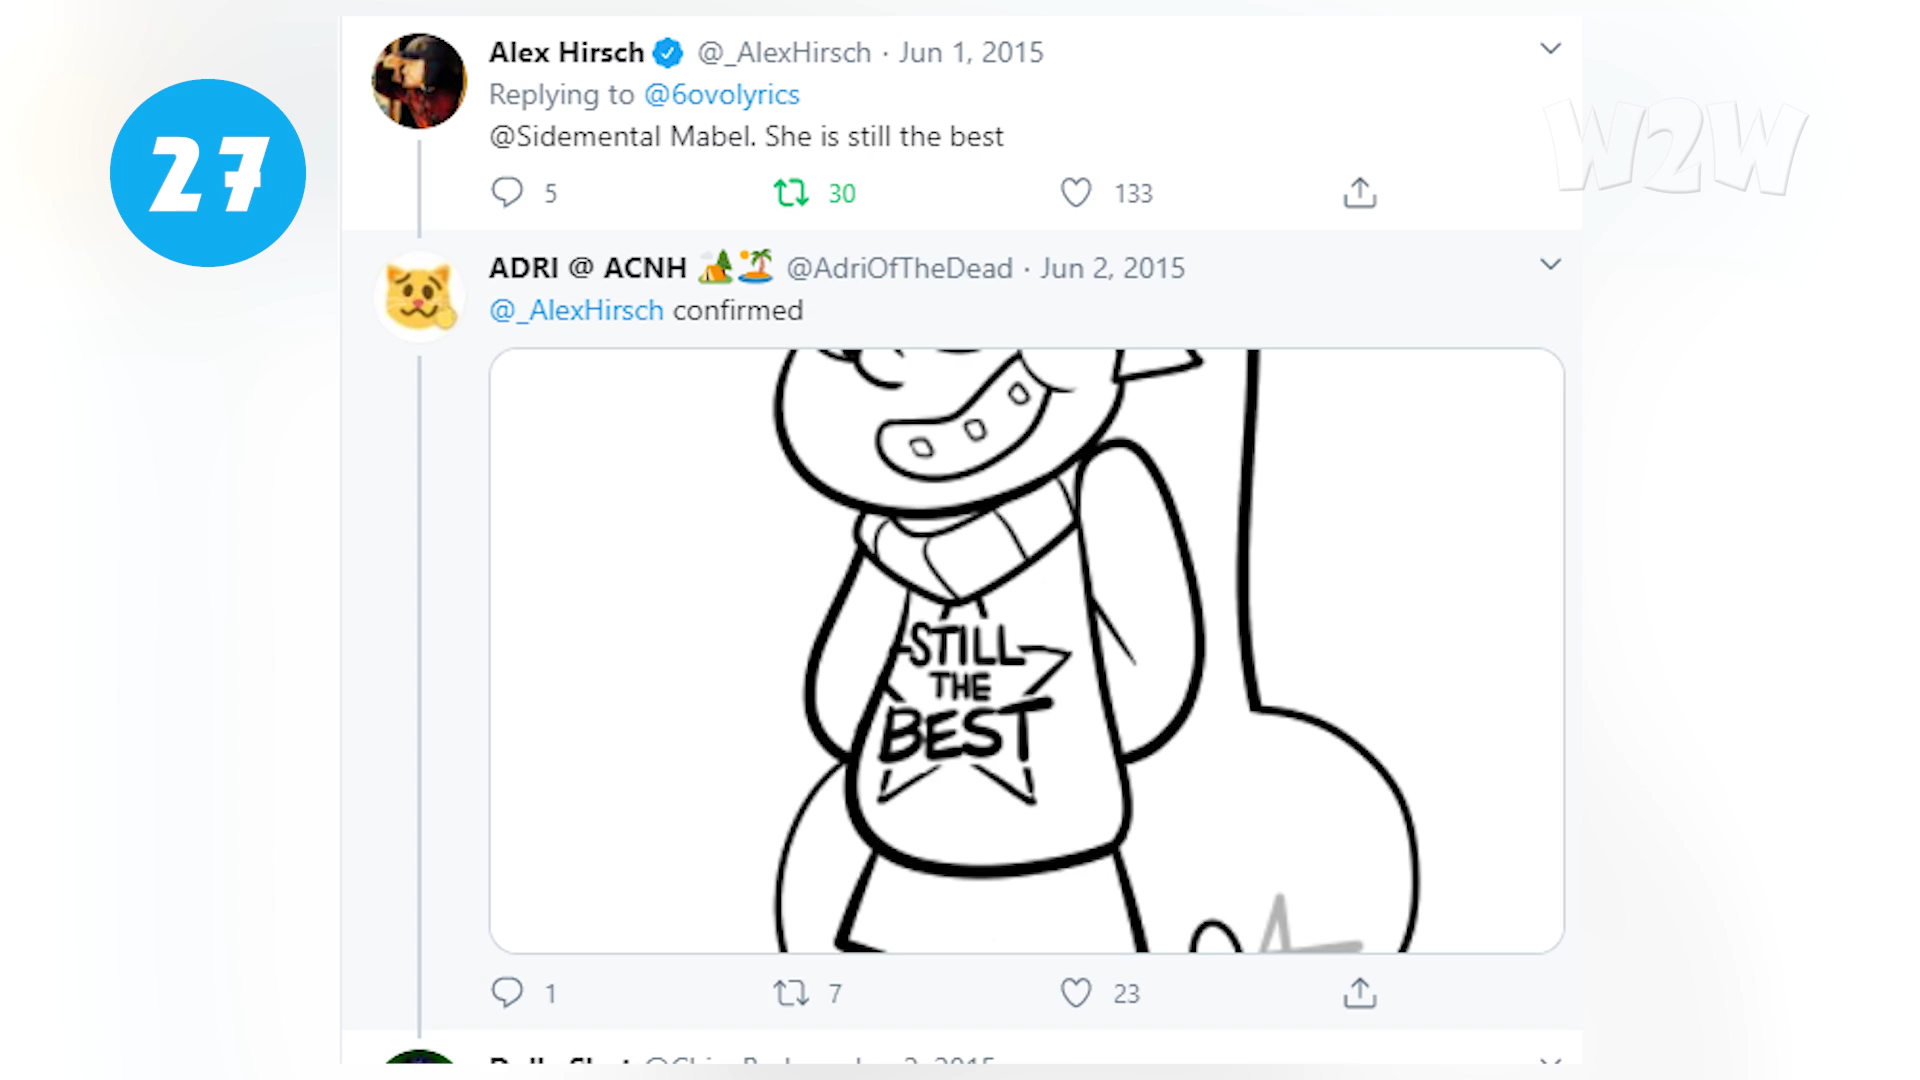 27
W2W
Alex Hirsch @_AlexHirsch · Jun 1, 2015
Replying to @6ovolyrics
@Sidemental Mabel. She is still the best
5 30 133
ADRI @ ACNH 🏕️🏝️ @AdriOfTheDead · Jun 2, 2015
@_AlexHirsch confirmed
STILL
THE
BEST
1 7 23